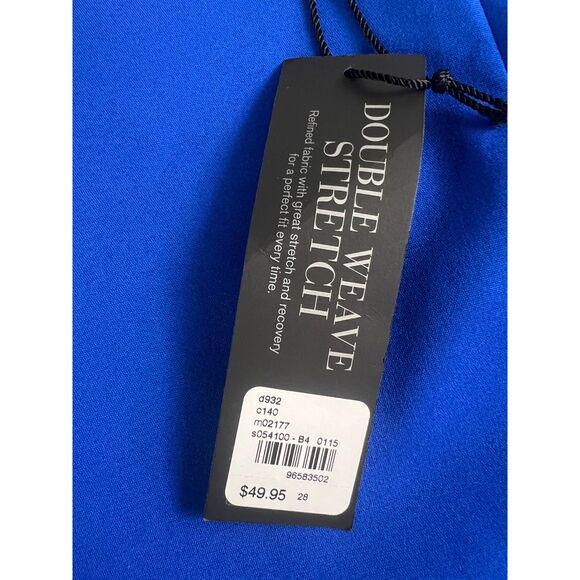 DOUBLE WEAVE
STRETCH
Refined fabric with great stretch and recovery
for a perfect fit every time.
d932
c140
m02177
s054100 - B4 0115
96583502
$49.95 28